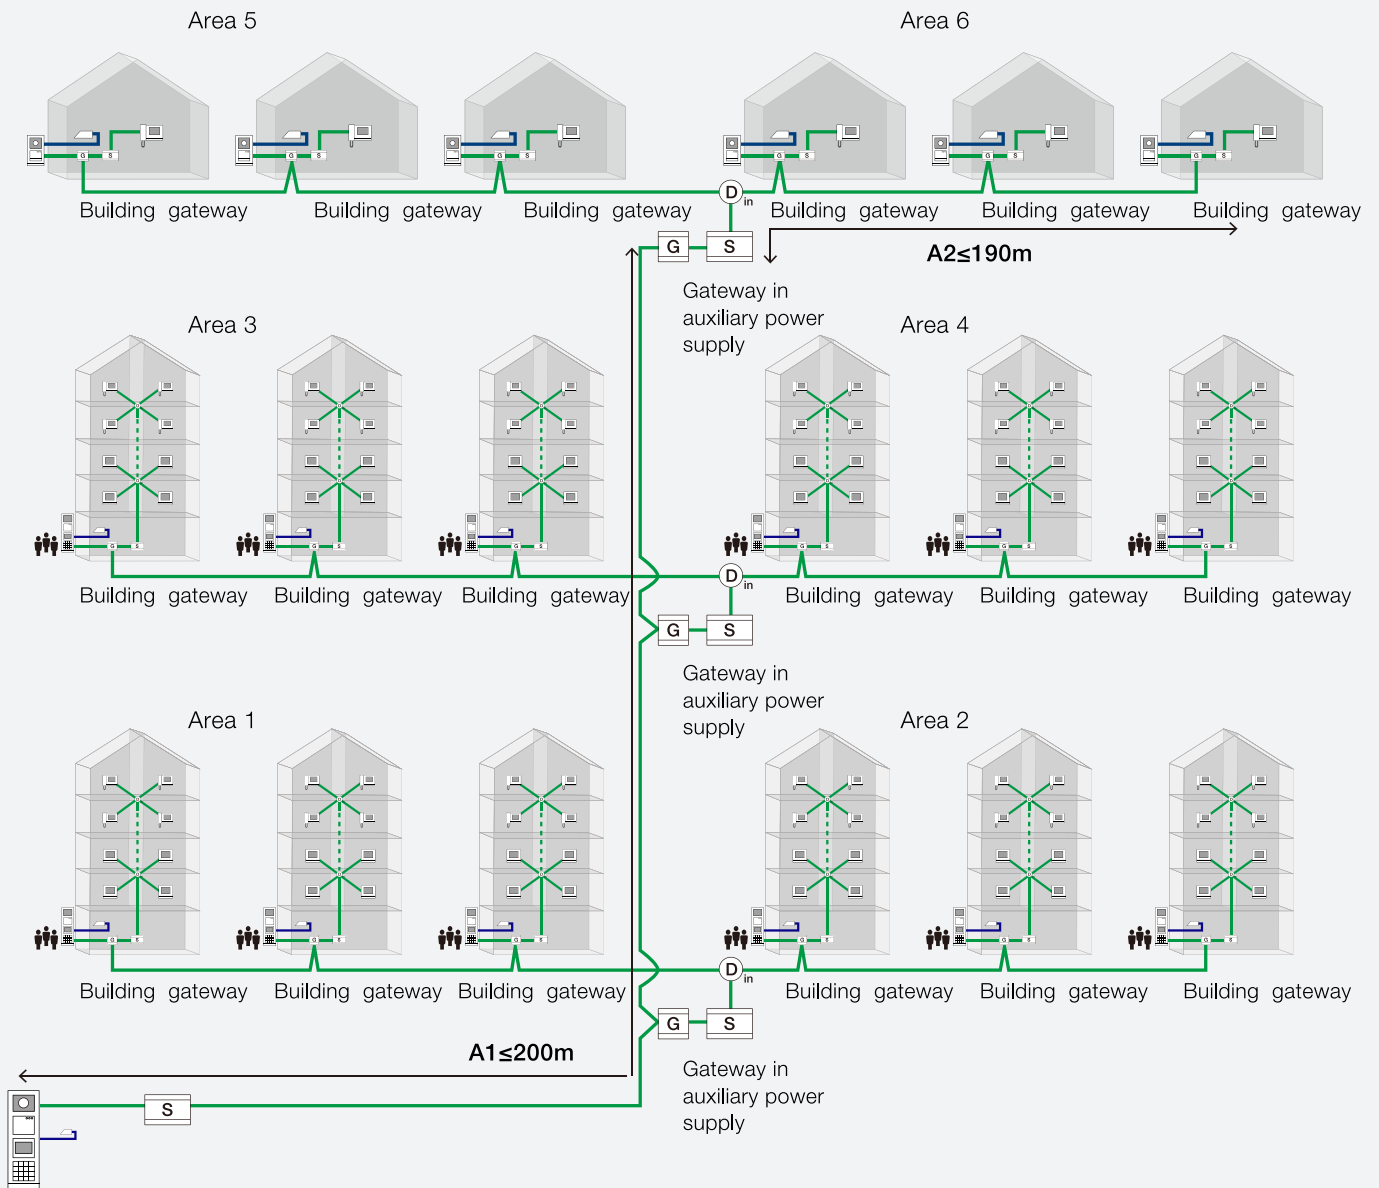 Area 5
Area 6
G S
G S
G S
G S
G S
G S
D in
Building gateway
Building gateway
Building gateway
Building gateway
Building gateway
Building gateway
G S
A2≤190m
Gateway in
auxiliary power
supply
Area 3
Area 4
G S
G S
G S
G S
G S
G S
D in
Building gateway
Building gateway
Building gateway
Building gateway
Building gateway
Building gateway
G S
Gateway in
auxiliary power
supply
Area 1
Area 2
G S
G S
G S
G S
G S
G S
D in
Building gateway
Building gateway
Building gateway
Building gateway
Building gateway
Building gateway
G S
A1≤200m
Gateway in
auxiliary power
supply
S